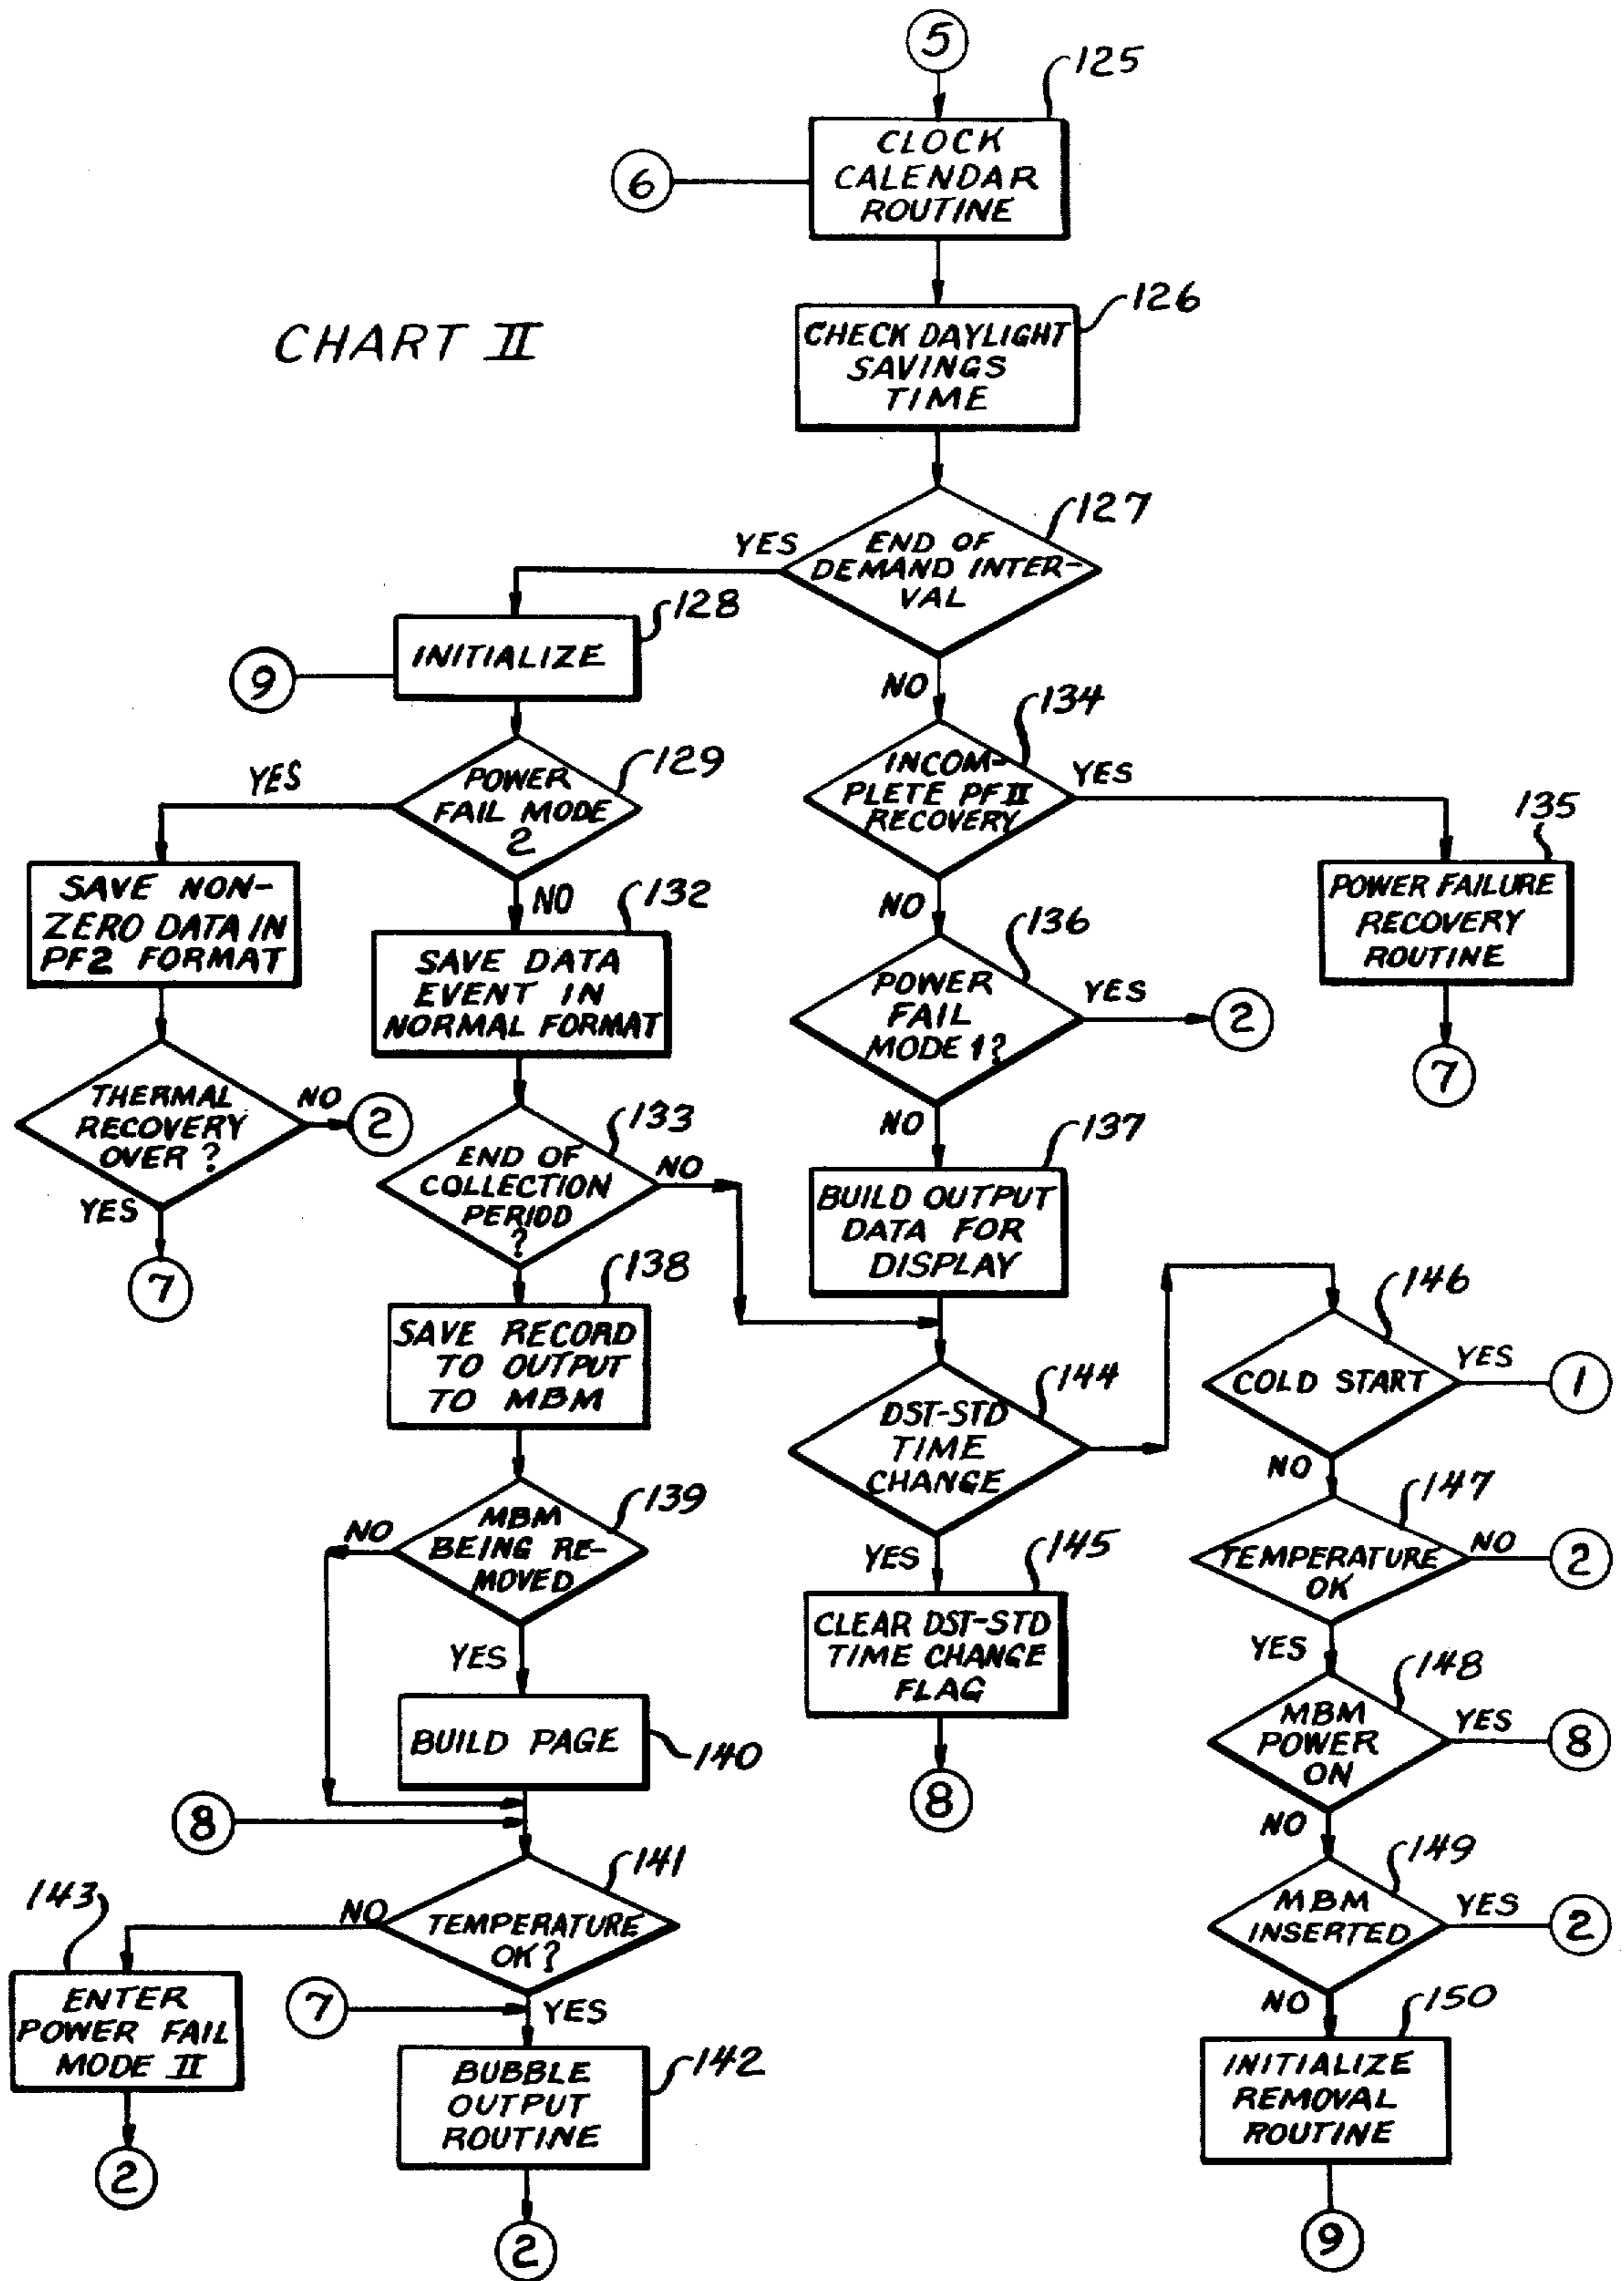 5
125
CLOCK
CALENDAR
ROUTINE
6
CHART II
126
CHECK DAYLIGHT
SAVINGS
TIME
127
END OF
DEMAND INTER-
VAL
YES
NO
128
INITIALIZE
9
129
POWER
FAIL MODE
2
YES
NO
SAVE NON-
ZERO DATA IN
PF2 FORMAT
THERMAL
RECOVERY
OVER?
NO
2
YES
7
132
SAVE DATA
EVENT IN
NORMAL FORMAT
133
END OF
COLLECTION
PERIOD
?
NO
134
INCOM-
PLETE PFII
RECOVERY
YES
NO
135
POWER FAILURE
RECOVERY
ROUTINE
7
136
POWER
FAIL
MODE 1?
YES
2
NO
137
BUILD OUTPUT
DATA FOR
DISPLAY
138
SAVE RECORD
TO OUTPUT
TO MBM
139
MBM
BEING RE-
MOVED
NO
YES
BUILD PAGE
140
8
141
TEMPERATURE
OK?
NO
YES
143
ENTER
POWER FAIL
MODE II
2
7
142
BUBBLE
OUTPUT
ROUTINE
2
144
DST-STD
TIME
CHANGE
YES
145
CLEAR DST-STD
TIME CHANGE
FLAG
8
146
COLD START
YES
1
NO
147
TEMPERATURE
OK
NO
2
YES
148
MBM
POWER
ON
YES
8
NO
149
MBM
INSERTED
YES
2
NO
150
INITIALIZE
REMOVAL
ROUTINE
9